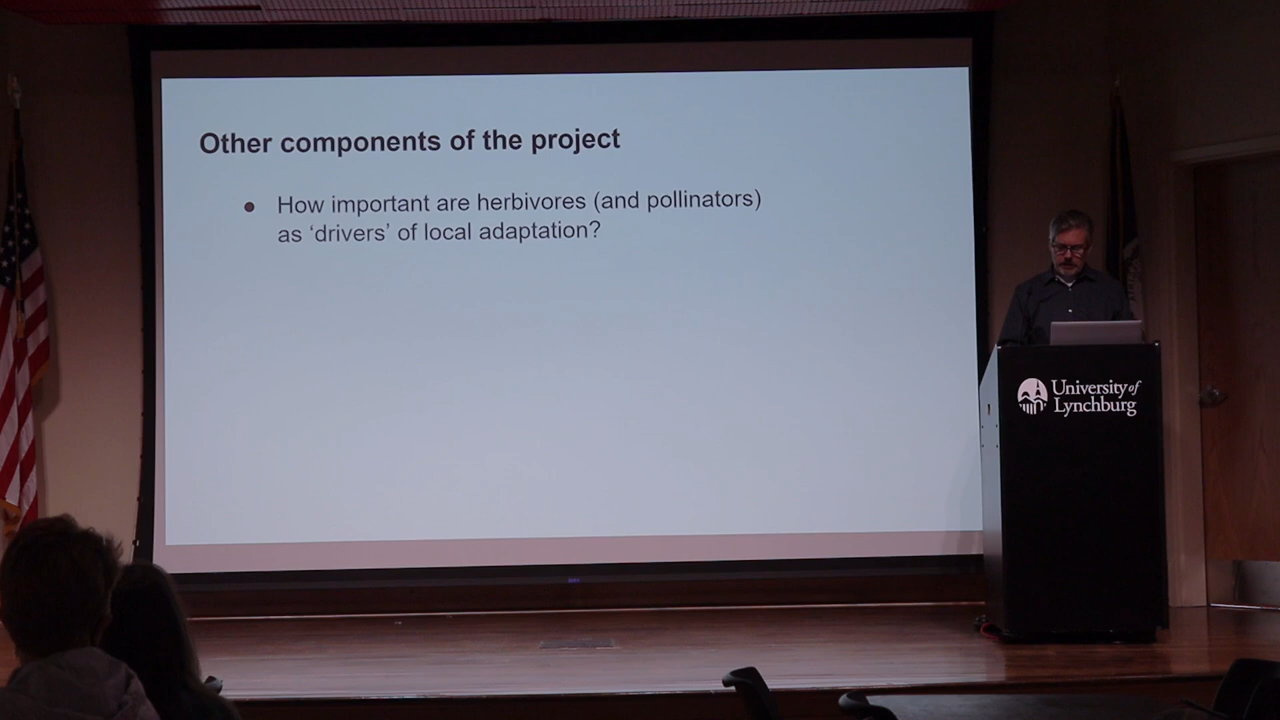 Other components of the project
● How important are herbivores (and pollinators)
as ‘drivers’ of local adaptation?
University of
Lynchburg